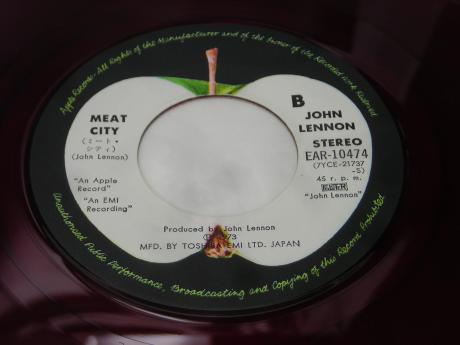 Apple Records-All Rights of the Manufacturer and of the Owner of the Recorded Work Reserved
MEAT
CITY
(ミート・
シティ)
(John Lennon)
"An Apple
Record"
"An EMI
Recording"
B
JOHN
LENNON
STEREO
EAR-10474
(7YCE-21737
-S)
45 r. p. m.
"John Lennon"
Produced by John Lennon
MFD. BY TOSHIBA-EMI LTD. JAPAN
Unauthorised Public Performance, Broadcasting and Copying of this Record Prohibited